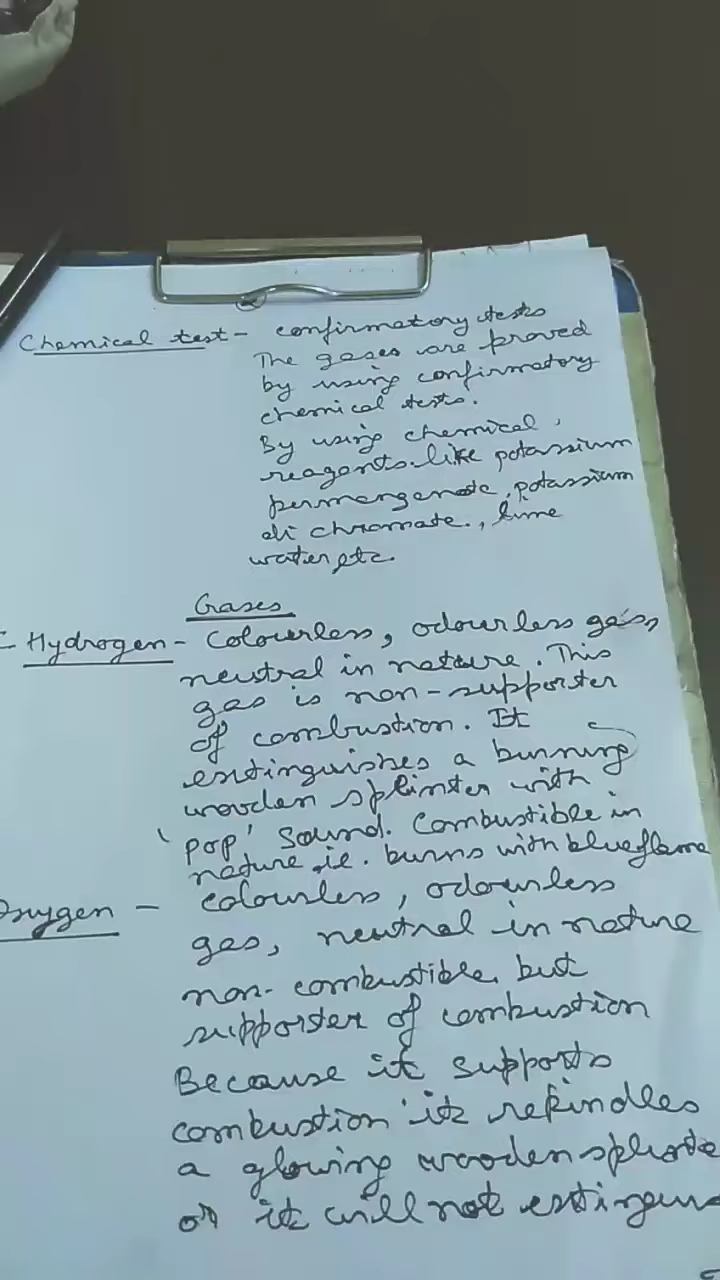 Chemical test - confirmatory tests
The gases are proved
by using confirmatory
chemical tests.
By using chemical,
reagents like potassium
permangenate, potassium
di chromate., lime
water etc.
Gases
Hydrogen - Colourless, odourless gas,
neutral in nature. This
gas is non-supporter
of combustion. It
extinguishes a burning
wooden splinter with
'pop' sound. Combustible in
nature ie. burns with blue flame
Oxygen - colourless, odourless
gas, neutral in nature
non-combustible but
supporter of combustion
Because it supports
combustion it rekindles
a glowing wooden
or it will not